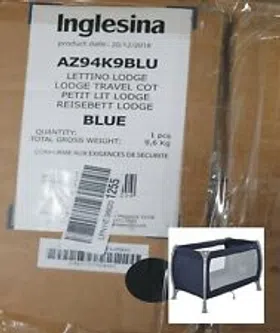 Inglesina
product date: 20/12/2018
AZ94K9BLU
LETTINO LODGE
LODGE TRAVEL COT
PETIT LIT LODGE
REISEBETT LODGE
BLUE
QUANTITY: 1 pcs
TOTAL GROSS WEIGHT: 9,6 Kg
CONFORME AUX EXIGENCES DE SECURITE
1255